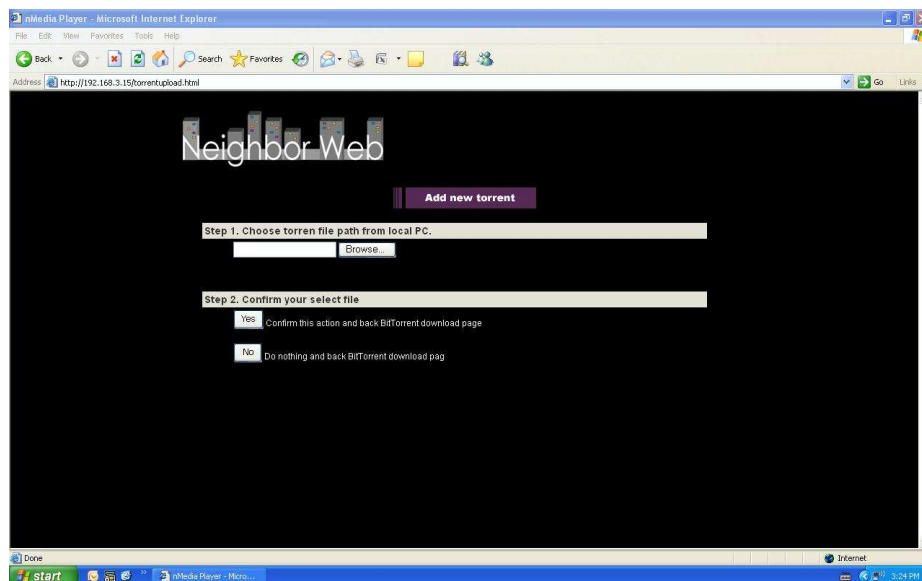 nMedia Player - Microsoft Internet Explorer
File Edit View Favorites Tools Help
Back Search Favorites
Address http://192.168.3.15/torrentupload.html Go Links
Neighbor Web
Add new torrent
Step 1. Choose torren file path from local PC.
Browse...
Step 2. Confirm your select file
Yes Confirm this action and back BitTorrent download page
No Do nothing and back BitTorrent download pag
Done Internet
start nMedia Player - Micro... 3:24 PM